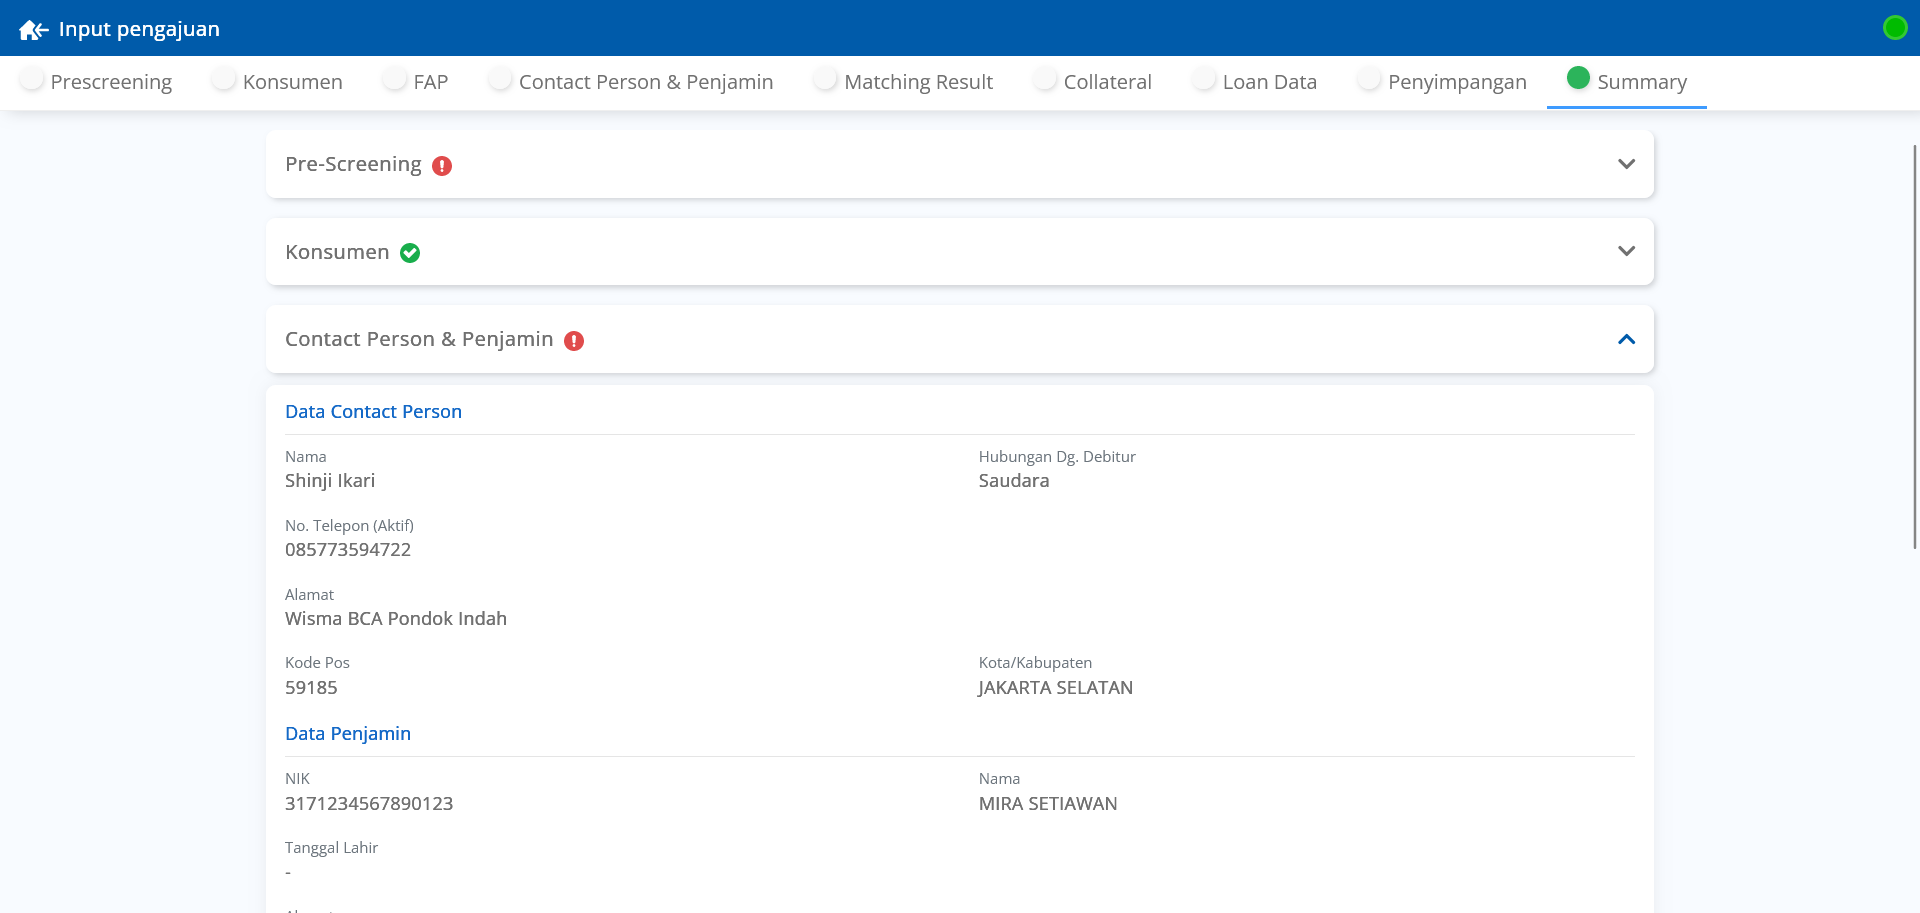 Input pengajuan
Prescreening Konsumen FAP Contact Person & Penjamin Matching Result Collateral Loan Data Penyimpangan Summary
Pre-Screening
Konsumen
Contact Person & Penjamin
Data Contact Person
Nama Hubungan Dg. Debitur
Shinji Ikari Saudara
No. Telepon (Aktif)
085773594722
Alamat
Wisma BCA Pondok Indah
Kode Pos Kota/Kabupaten
59185 JAKARTA SELATAN
Data Penjamin
NIK Nama
3171234567890123 MIRA SETIAWAN
Tanggal Lahir
-